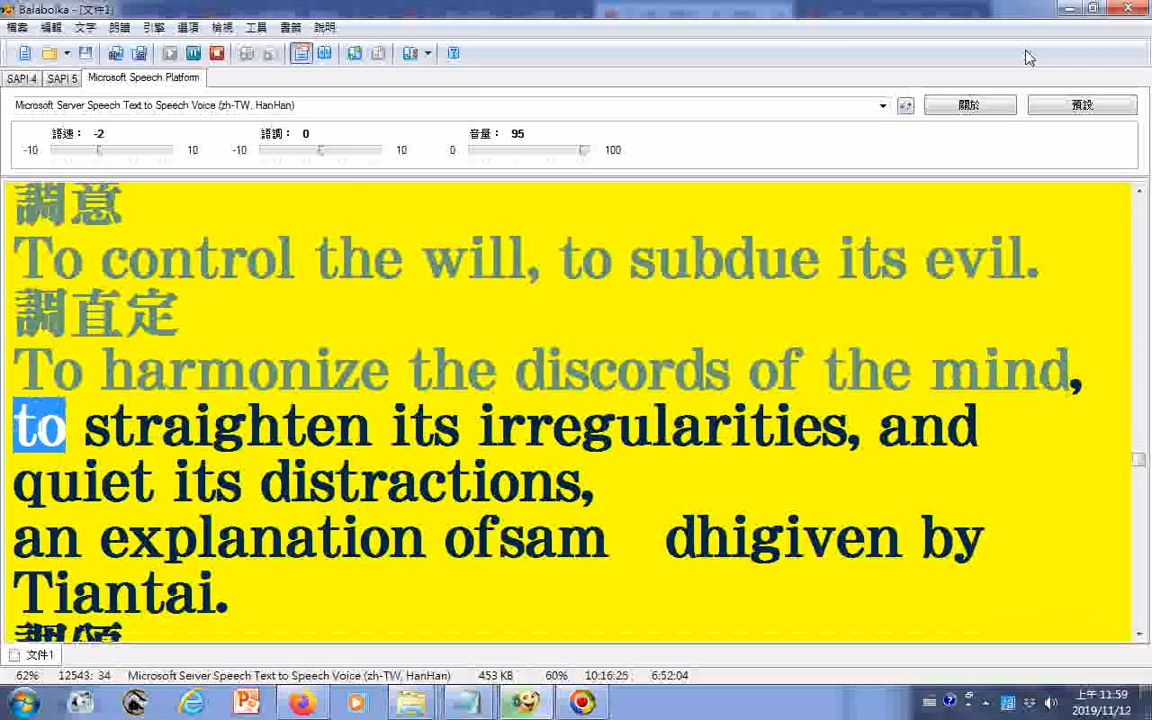 Balabolka - [文件1]
檔案 編輯 文字 朗讀 引擎 選項 檢視 工具 書籤 說明
SAPI 4 SAPI 5 Microsoft Speech Platform
Microsoft Server Speech Text to Speech Voice (zh-TW, HanHan) 關於 預設
語速： -2 語調： 0 音量： 95
-10 10 -10 10 0 100
調意
To control the will, to subdue its evil.
調直定
To harmonize the discords of the mind,
to straighten its irregularities, and
quiet its distractions,
an explanation ofsam dhigiven by
Tiantai.
文件1
62% 12543: 34 Microsoft Server Speech Text to Speech Voice (zh-TW, HanHan) 453 KB 60% 10:16:25 6:52:04
上午 11:59
2019/11/12